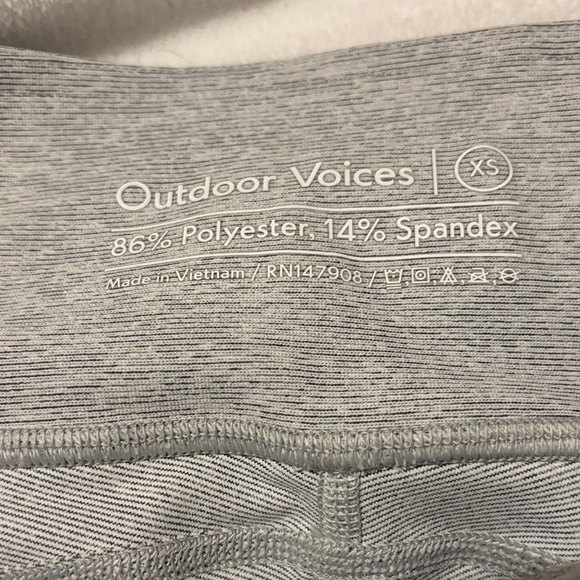 Outdoor Voices | XS
86% Polyester, 14% Spandex
Made in Vietnam / RN147908 /